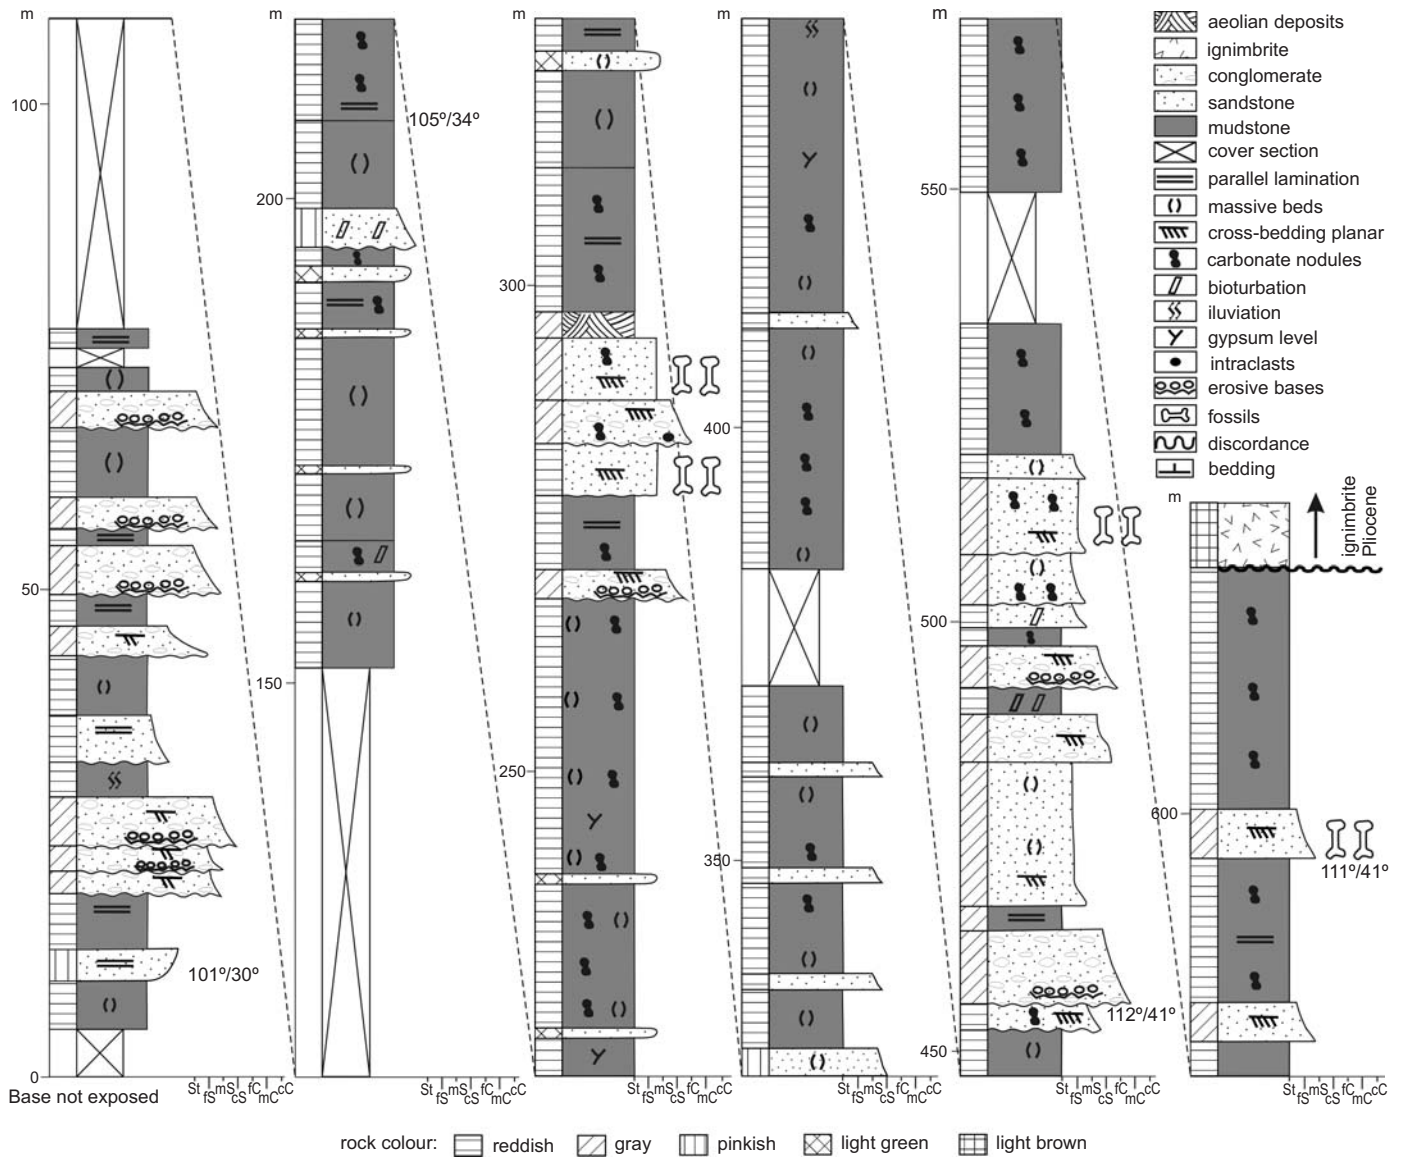 m
100
50
0
Base not exposed
101º/30º
St fS mS cS fC mC cC
m
105º/34º
200
150
St fS mS cS fC mC cC
m
300
250
St fS mS cS fC mC cC
m
400
350
St fS mS cS fC mC cC
m
550
500
450
112º/41º
St fS mS cS fC mC cC
m
600
111º/41º
ignimbrite
Pliocene
St fS mS cS fC mC cC
aeolian deposits
ignimbrite
conglomerate
sandstone
mudstone
cover section
parallel lamination
massive beds
cross-bedding planar
carbonate nodules
bioturbation
iluviation
gypsum level
intraclasts
erosive bases
fossils
discordance
bedding
rock colour: reddish gray pinkish light green light brown